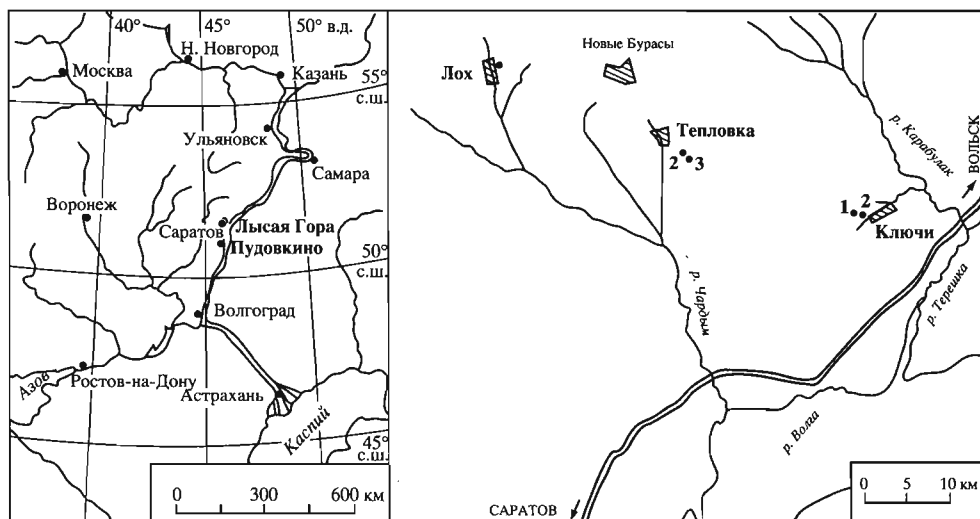 40°
45°
50° в.д.
Н. Новгород
Москва
Казань
55°
с.ш.
Ульяновск
Самара
Воронеж
Лысая Гора
Саратов
Пудовкино
50°
с.ш.
Волгоград
Азов
Ростов-на-Дону
Астрахань
Каспий
45°
с.ш.
0 300 600 км
Новые Бурасы
Лох
Тепловка
2 3
р. Карабулак
ВОЛЬСК
1 2
Ключи
р. Чардым
р. Терешка
р. Волга
САРАТОВ
0 5 10 км